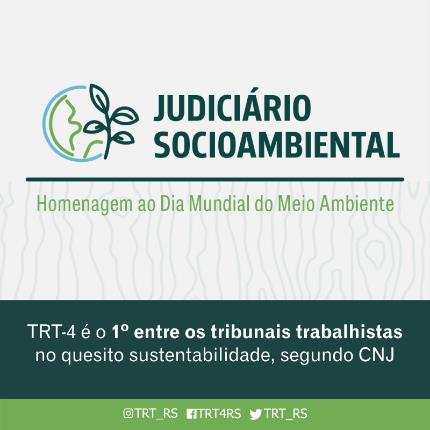 JUDICIÁRIO
SOCIOAMBIENTAL
Homenagem ao Dia Mundial do Meio Ambiente
TRT-4 é o 1º entre os tribunais trabalhistas
no quesito sustentabilidade, segundo CNJ
@TRT_RS TRT4RS TRT_RS